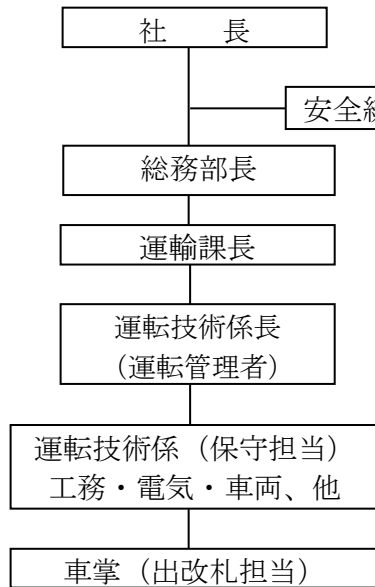 社　　長
安全
総務部長
運輸課長
運転技術係長
（運転管理者）
運転技術係（保守担当）
工務・電気・車両、他
車掌（出改札担当）